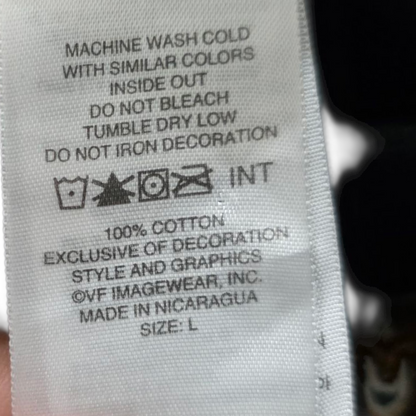 MACHINE WASH COLD
WITH SIMILAR COLORS
INSIDE OUT
DO NOT BLEACH
TUMBLE DRY LOW
DO NOT IRON DECORATION
INT
100% COTTON
EXCLUSIVE OF DECORATION
STYLE AND GRAPHICS
©VF IMAGEWEAR, INC.
MADE IN NICARAGUA
SIZE: L